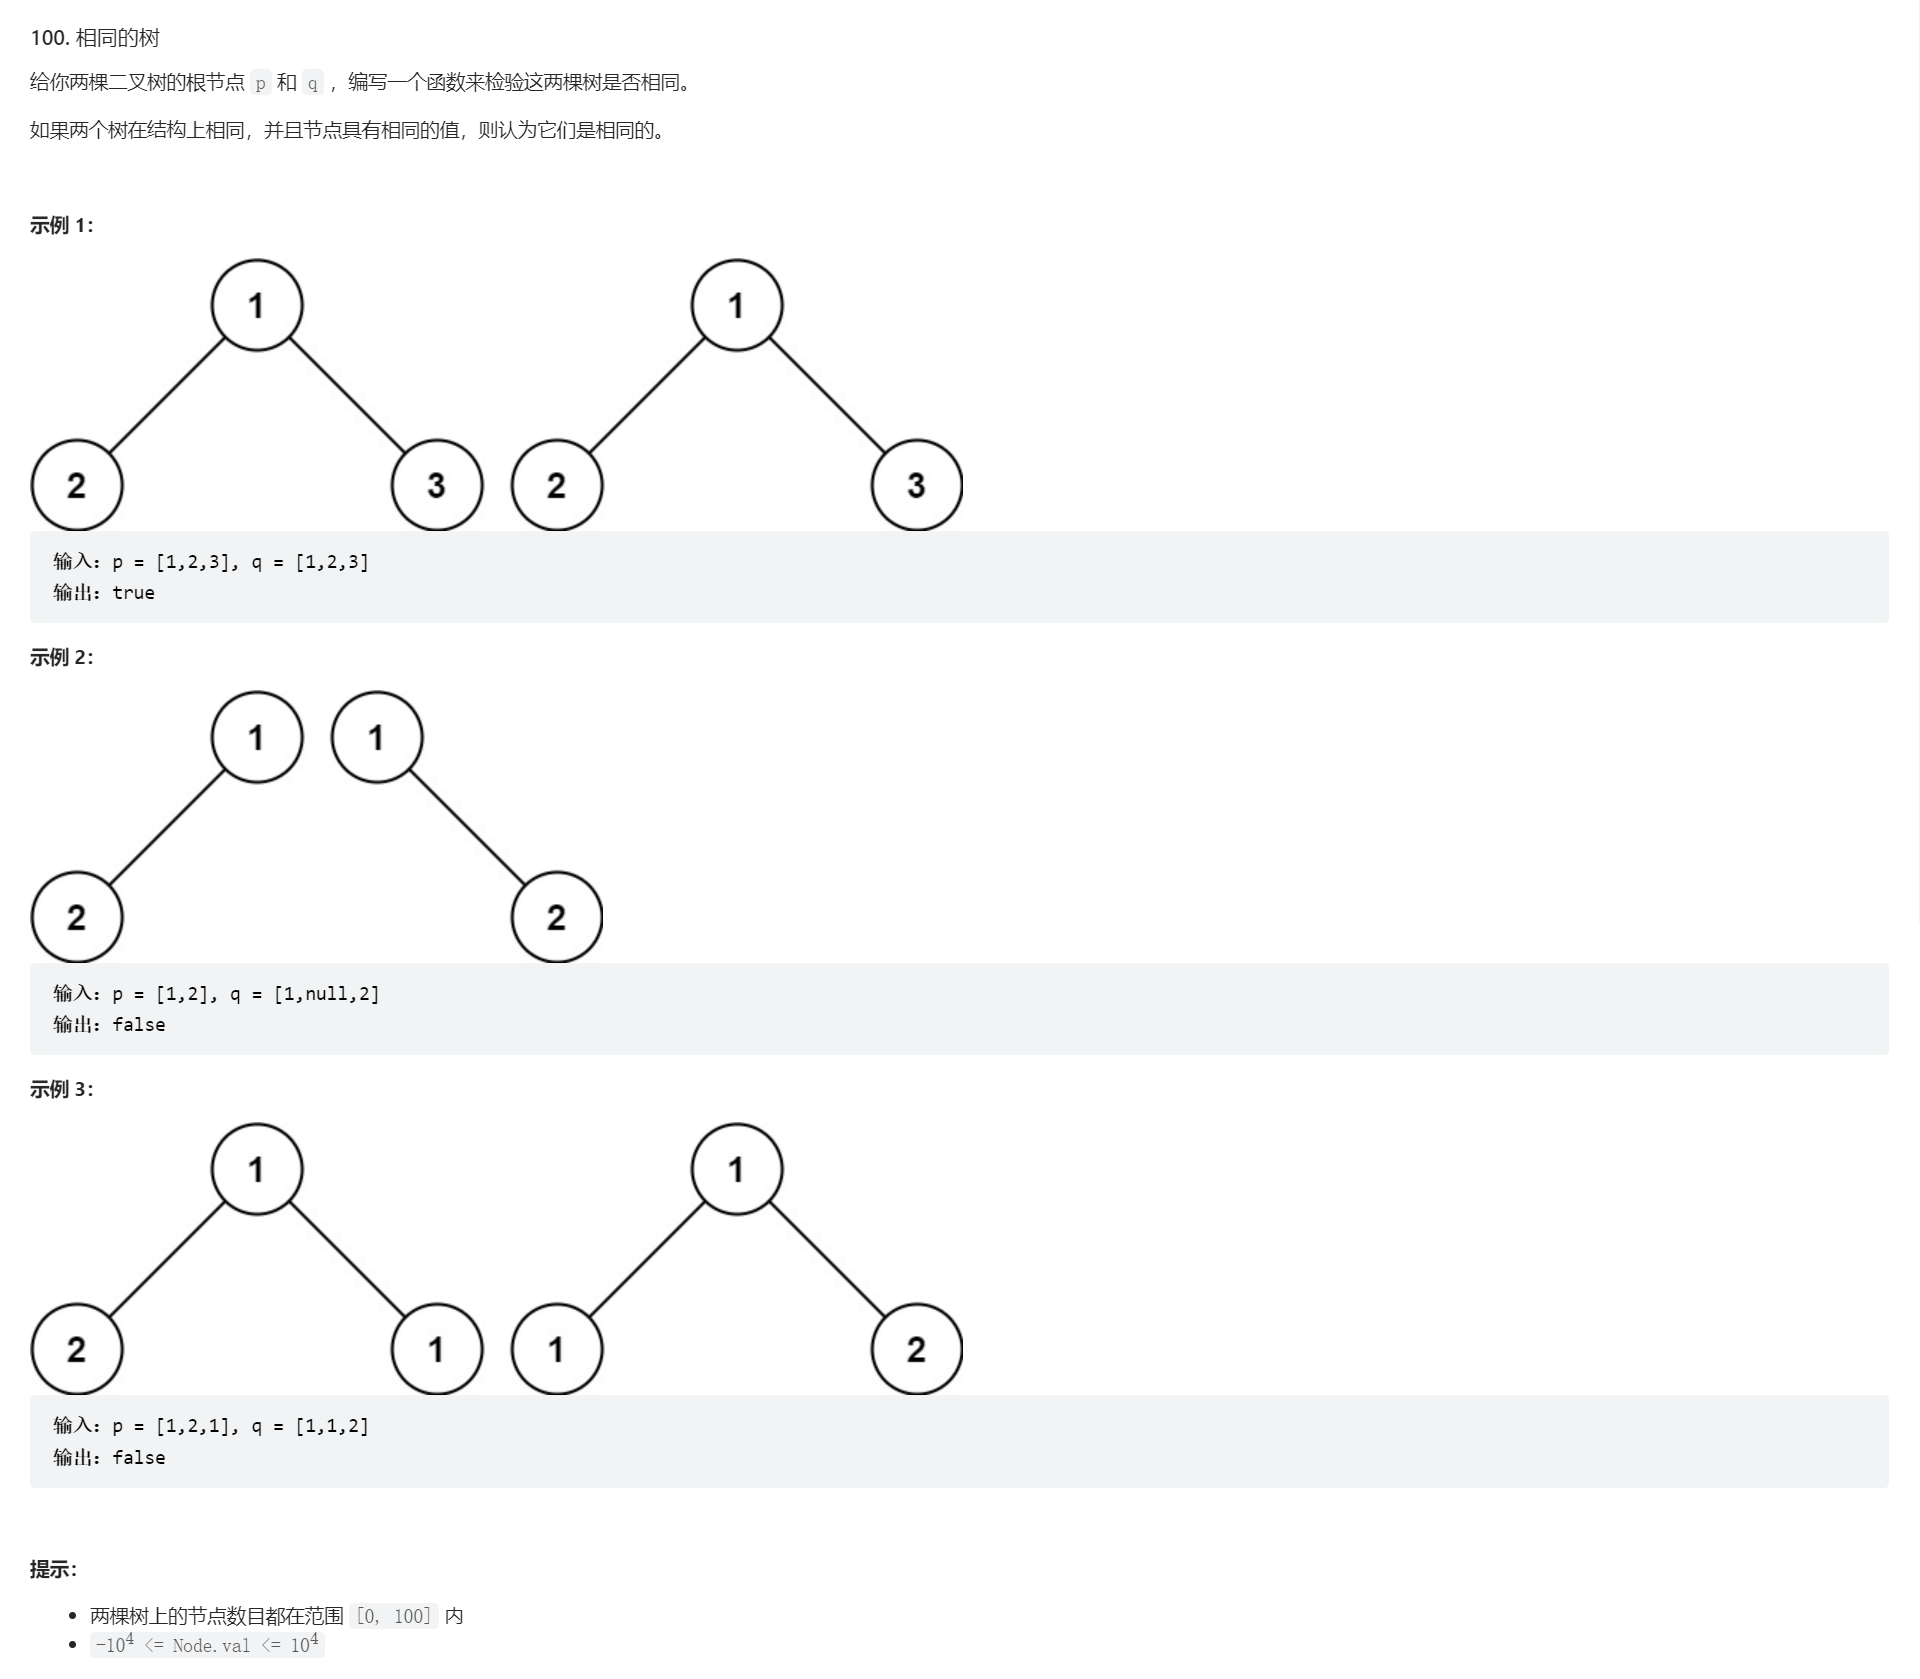 100. 相同的树
给你两棵二叉树的根节点 p 和 q ，编写一个函数来检验这两棵树是否相同。
如果两个树在结构上相同，并且节点具有相同的值，则认为它们是相同的。
示例 1：
1 1
2 3 2 3
输入：p = [1,2,3], q = [1,2,3]
输出：true
示例 2：
1 1
2 2
输入：p = [1,2], q = [1,null,2]
输出：false
示例 3：
1 1
2 1 1 2
输入：p = [1,2,1], q = [1,1,2]
输出：false
提示：
• 两棵树上的节点数目都在范围 [0, 100] 内
• -10⁴ <= Node.val <= 10⁴